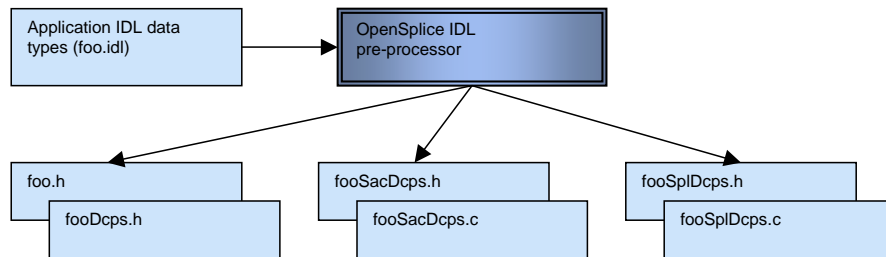 Application IDL data
types (foo.idl)
OpenSplice IDL
pre-processor
foo.h
fooDcps.h
fooSacDcps.h
fooSacDcps.c
fooSplDcps.h
fooSplDcps.c